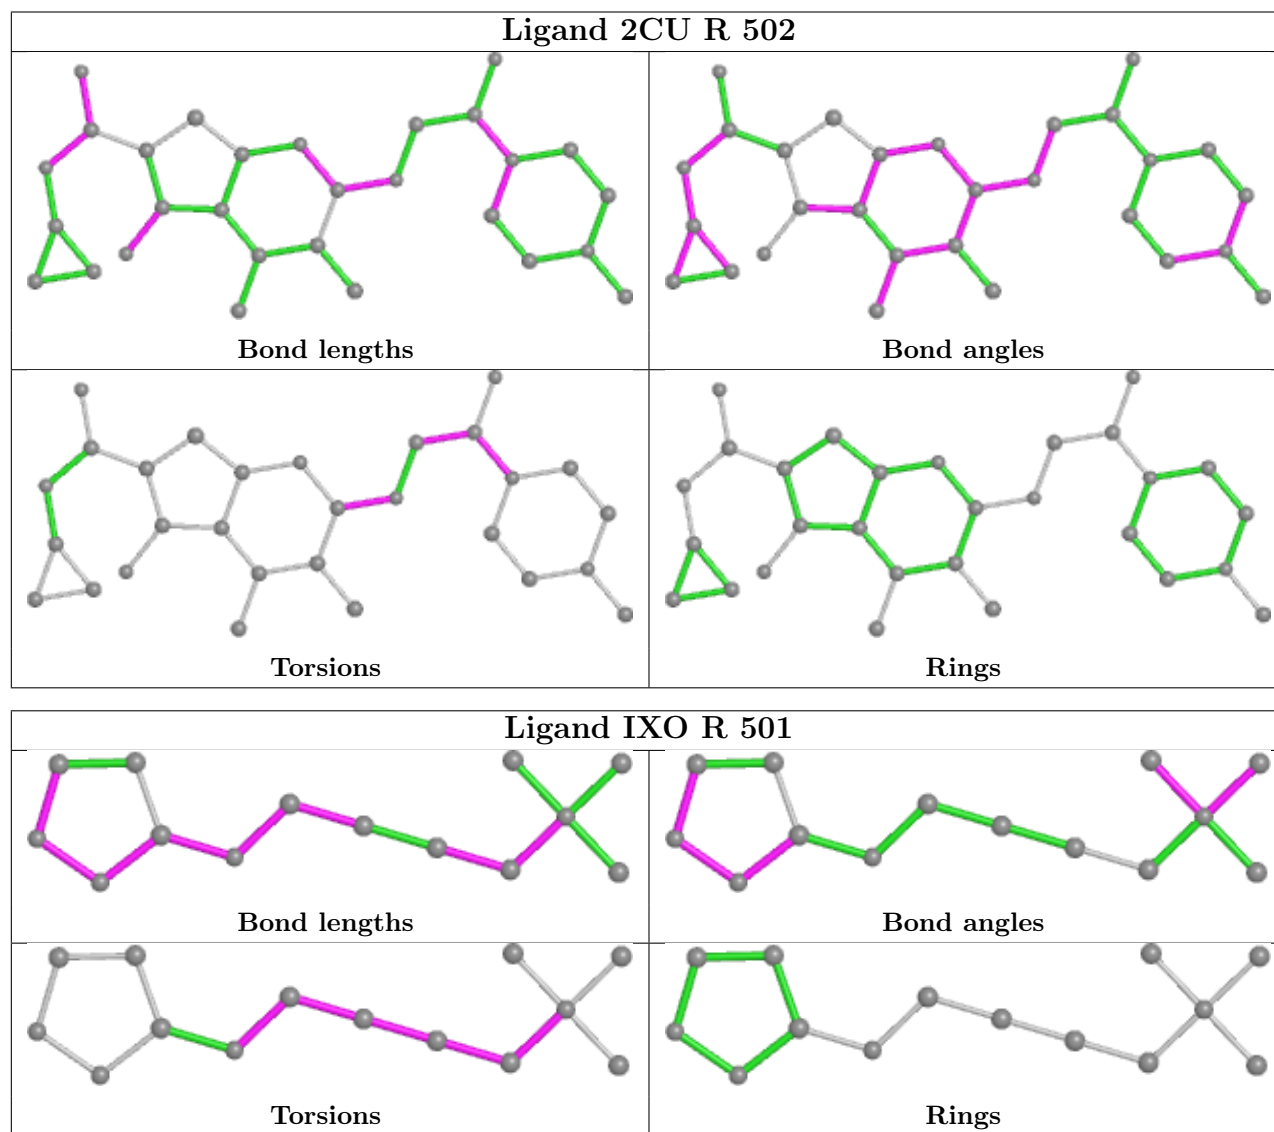 Ligand 2CU R 502
Bond lengths
Bond angles
Torsions
Rings
Ligand IXO R 501
Bond lengths
Bond angles
Torsions
Rings